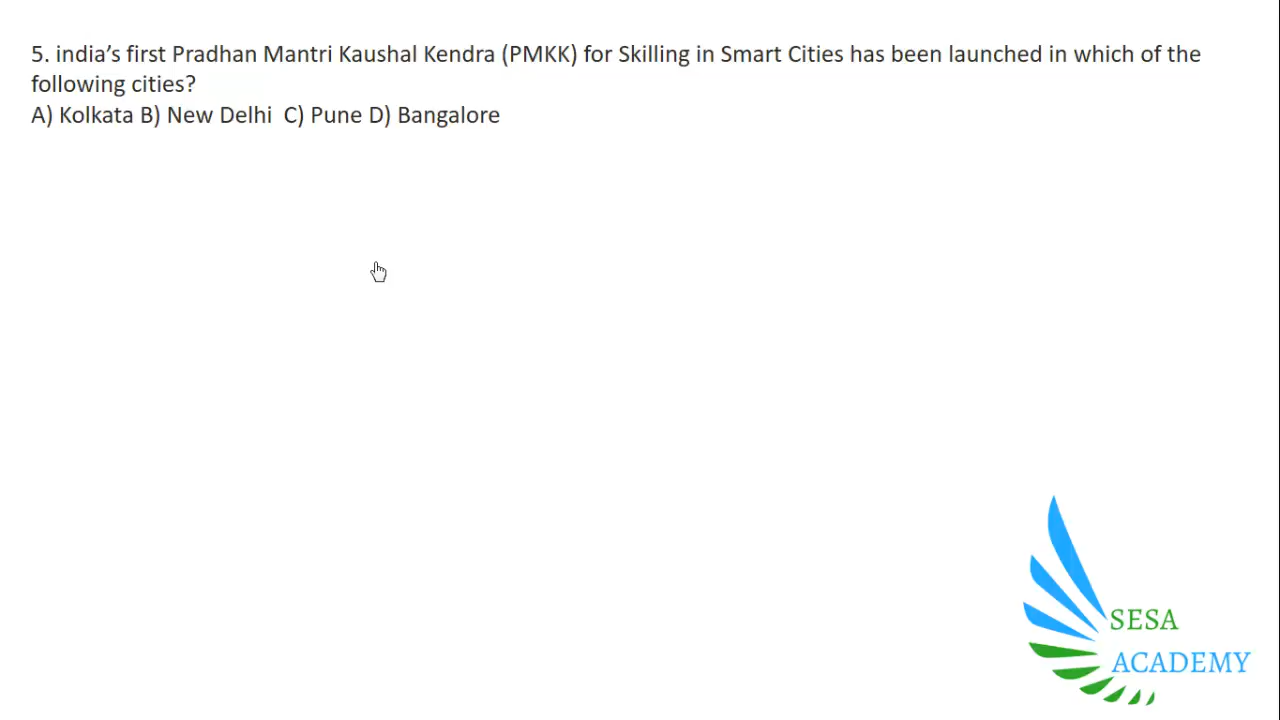 5. india’s first Pradhan Mantri Kaushal Kendra (PMKK) for Skilling in Smart Cities has been launched in which of the
following cities?
A) Kolkata B) New Delhi  C) Pune D) Bangalore
SESA
ACADEMY